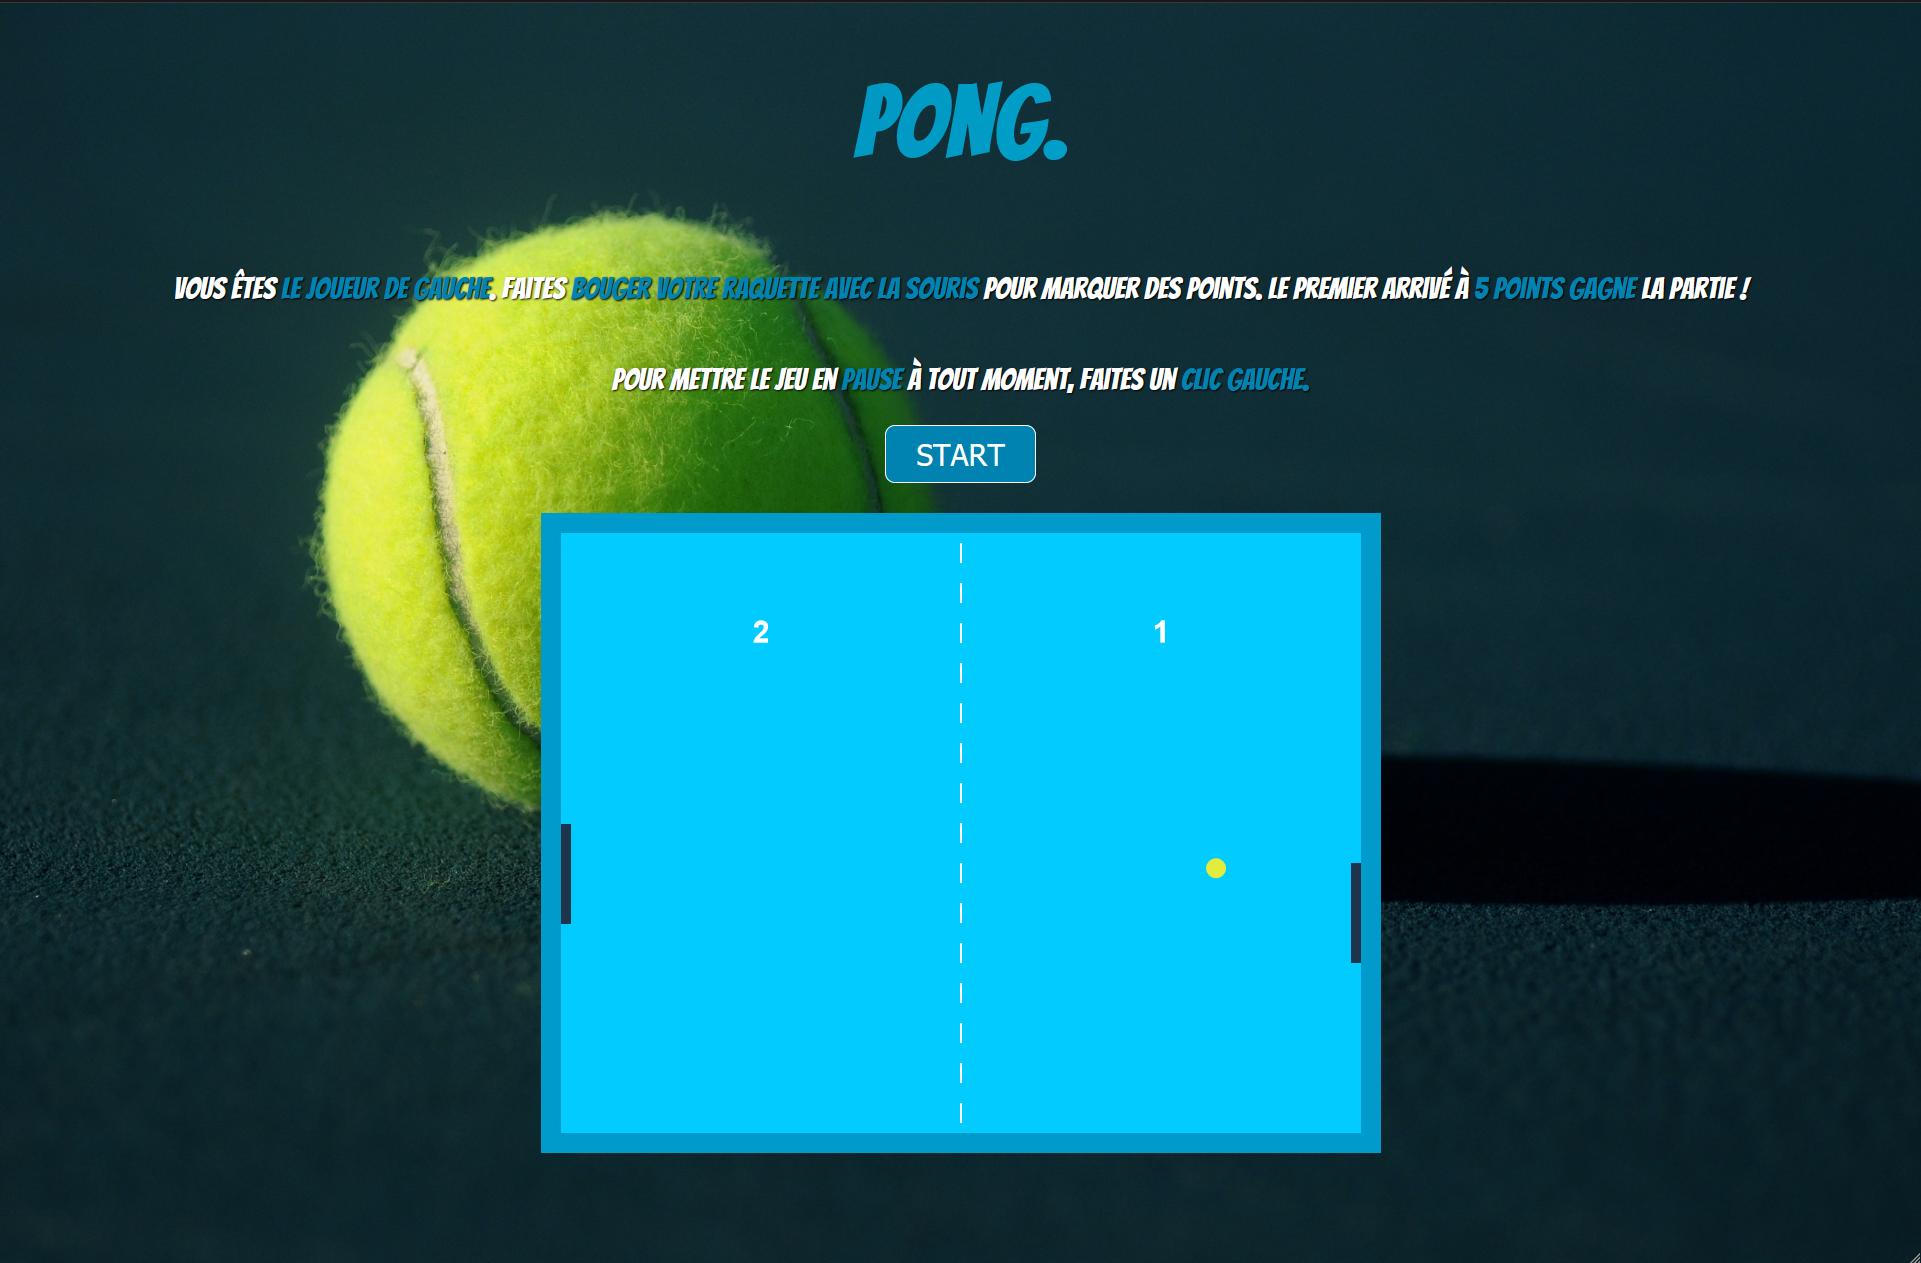 PONG.
VOUS ÊTES LE JOUEUR DE GAUCHE. FAITES BOUGER VOTRE RAQUETTE AVEC LA SOURIS POUR MARQUER DES POINTS. LE PREMIER ARRIVÉ À 5 POINTS GAGNE LA PARTIE !
POUR METTRE LE JEU EN PAUSE À TOUT MOMENT, FAITES UN CLIC GAUCHE.
START
2 1